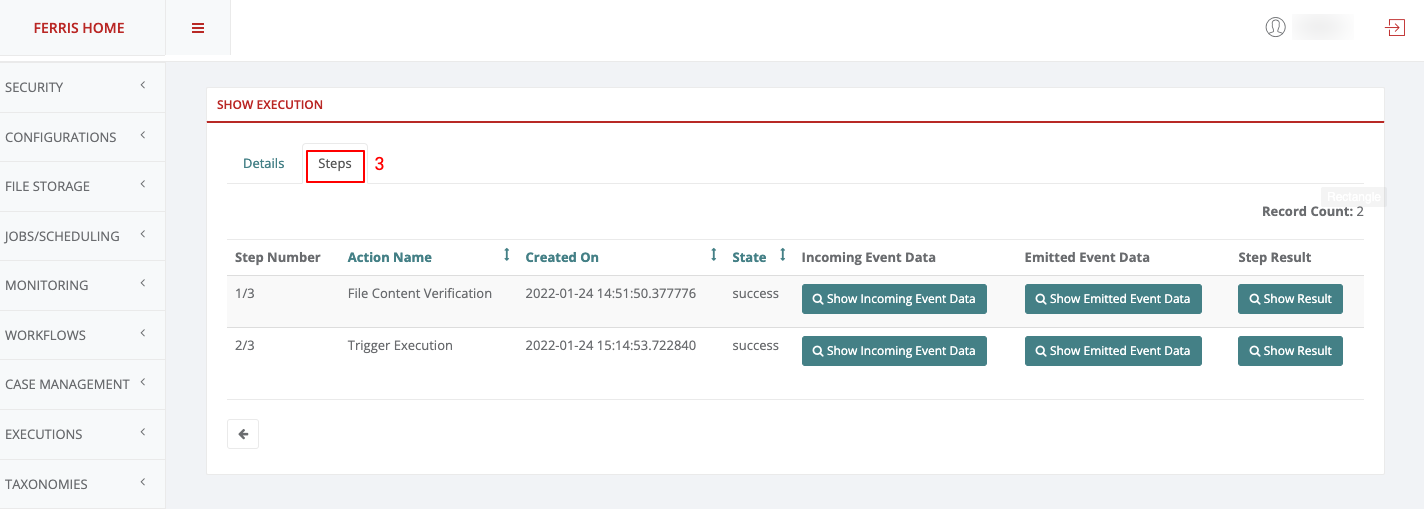 FERRIS HOME
SECURITY
CONFIGURATIONS
FILE STORAGE
JOBS/SCHEDULING
MONITORING
WORKFLOWS
CASE MANAGEMENT
EXECUTIONS
TAXONOMIES
SHOW EXECUTION
Details Steps 3
Rectangle
Record Count: 2
Step Number Action Name Created On State Incoming Event Data Emitted Event Data Step Result
1/3 File Content Verification 2022-01-24 14:51:50.377776 success Show Incoming Event Data Show Emitted Event Data Show Result
2/3 Trigger Execution 2022-01-24 15:14:53.722840 success Show Incoming Event Data Show Emitted Event Data Show Result